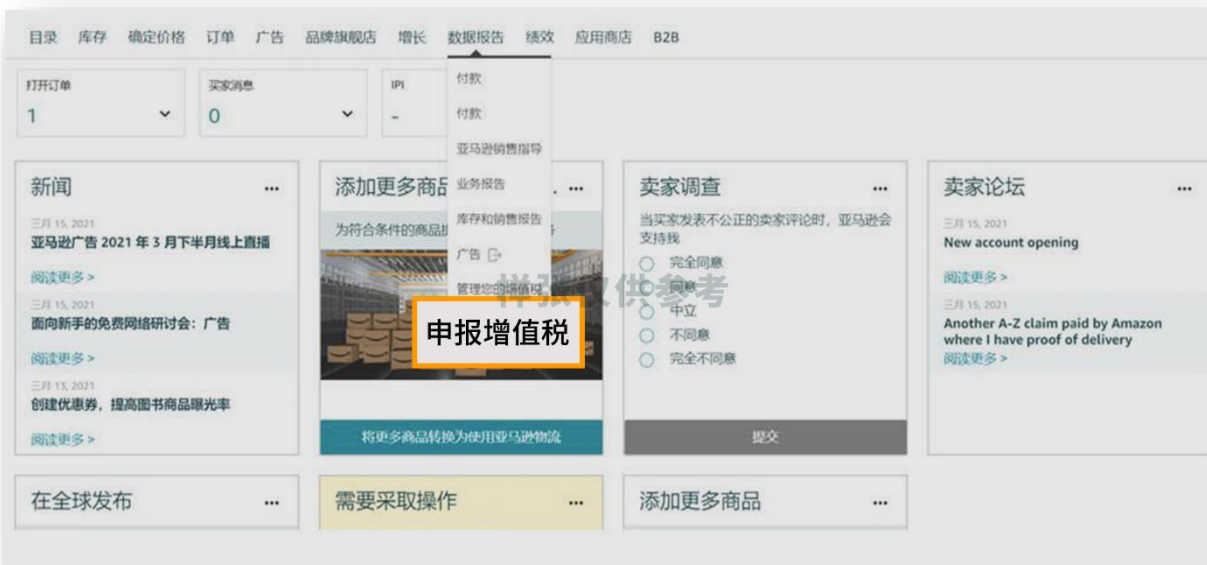 目录 库存 确定价格 订单 广告 品牌旗舰店 增长 数据报告 绩效 应用商店 B2B
打开订单
1
买家消息
0
IPI
-
付款
付款
亚马逊销售指导
业务报告
库存和销售报告
广告
管理您的增值税
申报增值税
新闻
三月 15, 2021
亚马逊广告 2021 年 3 月下半月线上直播
阅读更多 >
三月 15, 2021
面向新手的免费网络研讨会：广告
阅读更多 >
三月 13, 2021
创建优惠券，提高图书商品曝光率
阅读更多 >
添加更多商品
为符合条件的商品
将更多商品转换为使用亚马逊物流
卖家调查
当买家发表不公正的卖家评论时，亚马逊会
支持我
完全同意
同意
中立
不同意
完全不同意
提交
卖家论坛
三月 15, 2021
New account opening
阅读更多 >
三月 15, 2021
Another A-Z claim paid by Amazon
where I have proof of delivery
阅读更多 >
在全球发布
需要采取操作
添加更多商品
样张仅供参考